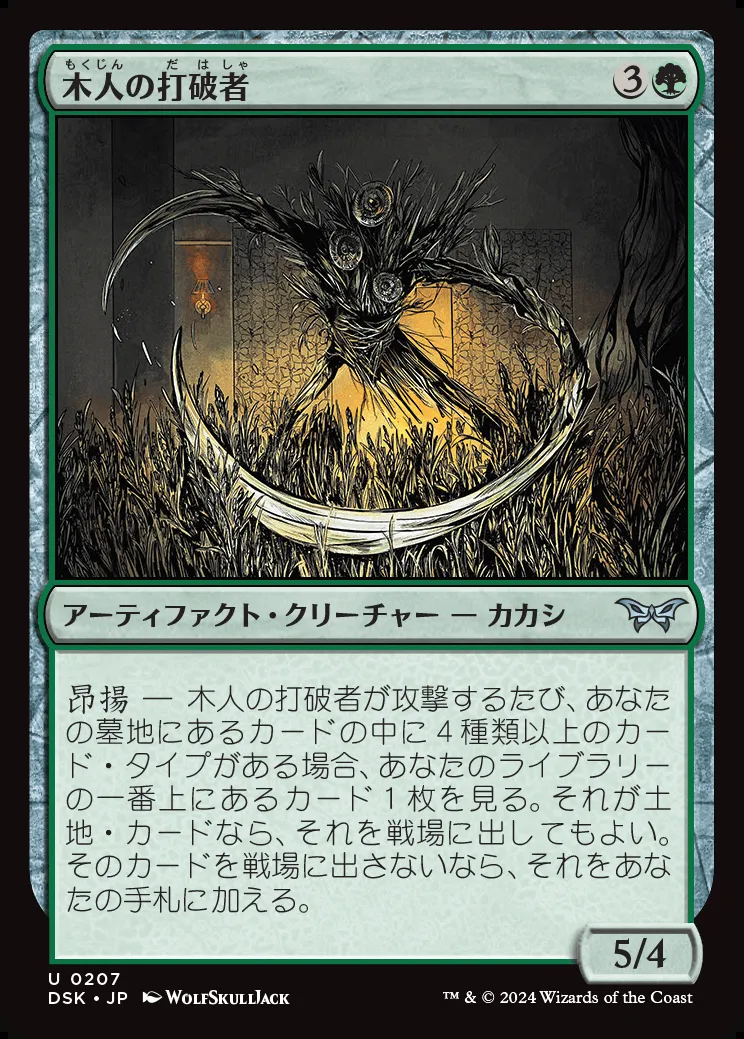 もくじん だはしゃ
木人の打破者
3
アーティファクト・クリーチャー — カカシ
昂揚 — 木人の打破者が攻撃するたび、あなた
の墓地にあるカードの中に4種類以上のカー
ド・タイプがある場合、あなたのライブラリー
の一番上にあるカード1枚を見る。それが土
地・カードなら、それを戦場に出してもよい。
そのカードを戦場に出さないなら、それをあな
たの手札に加える。
5/4
U 0207
DSK • JP WolfSkullJack
™ & © 2024 Wizards of the Coast